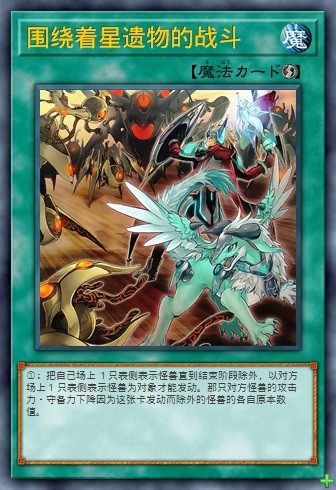 围绕着星遗物的战斗
魔
【魔法カード】
①：把自己场上１只表侧表示怪兽直到结束阶段除外，以对方
场上１只表侧表示怪兽为对象才能发动。那只对方怪兽的攻击
力·守备力下降因为这张卡发动而除外的怪兽的各自原本数
值。